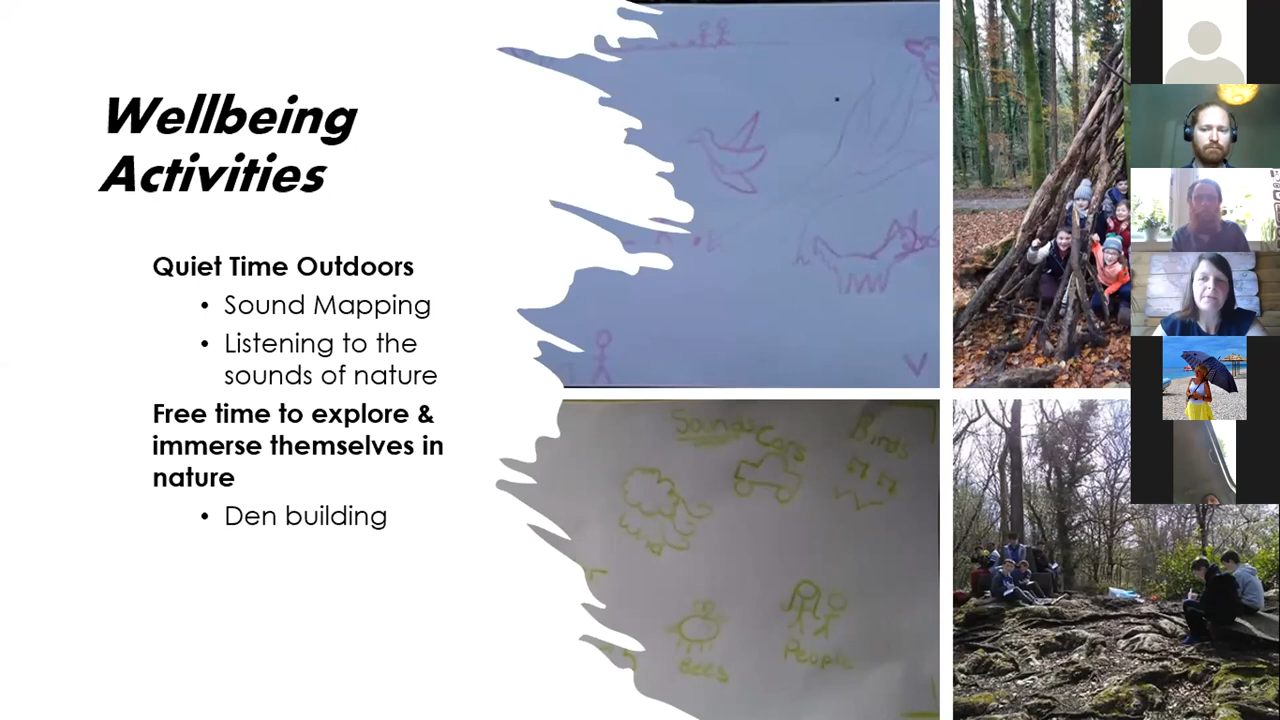 Wellbeing
Activities
Quiet Time Outdoors
• Sound Mapping
• Listening to the
sounds of nature
Free time to explore &
immerse themselves in
nature
• Den building
Sounds
Cars
Birds
Bees
People